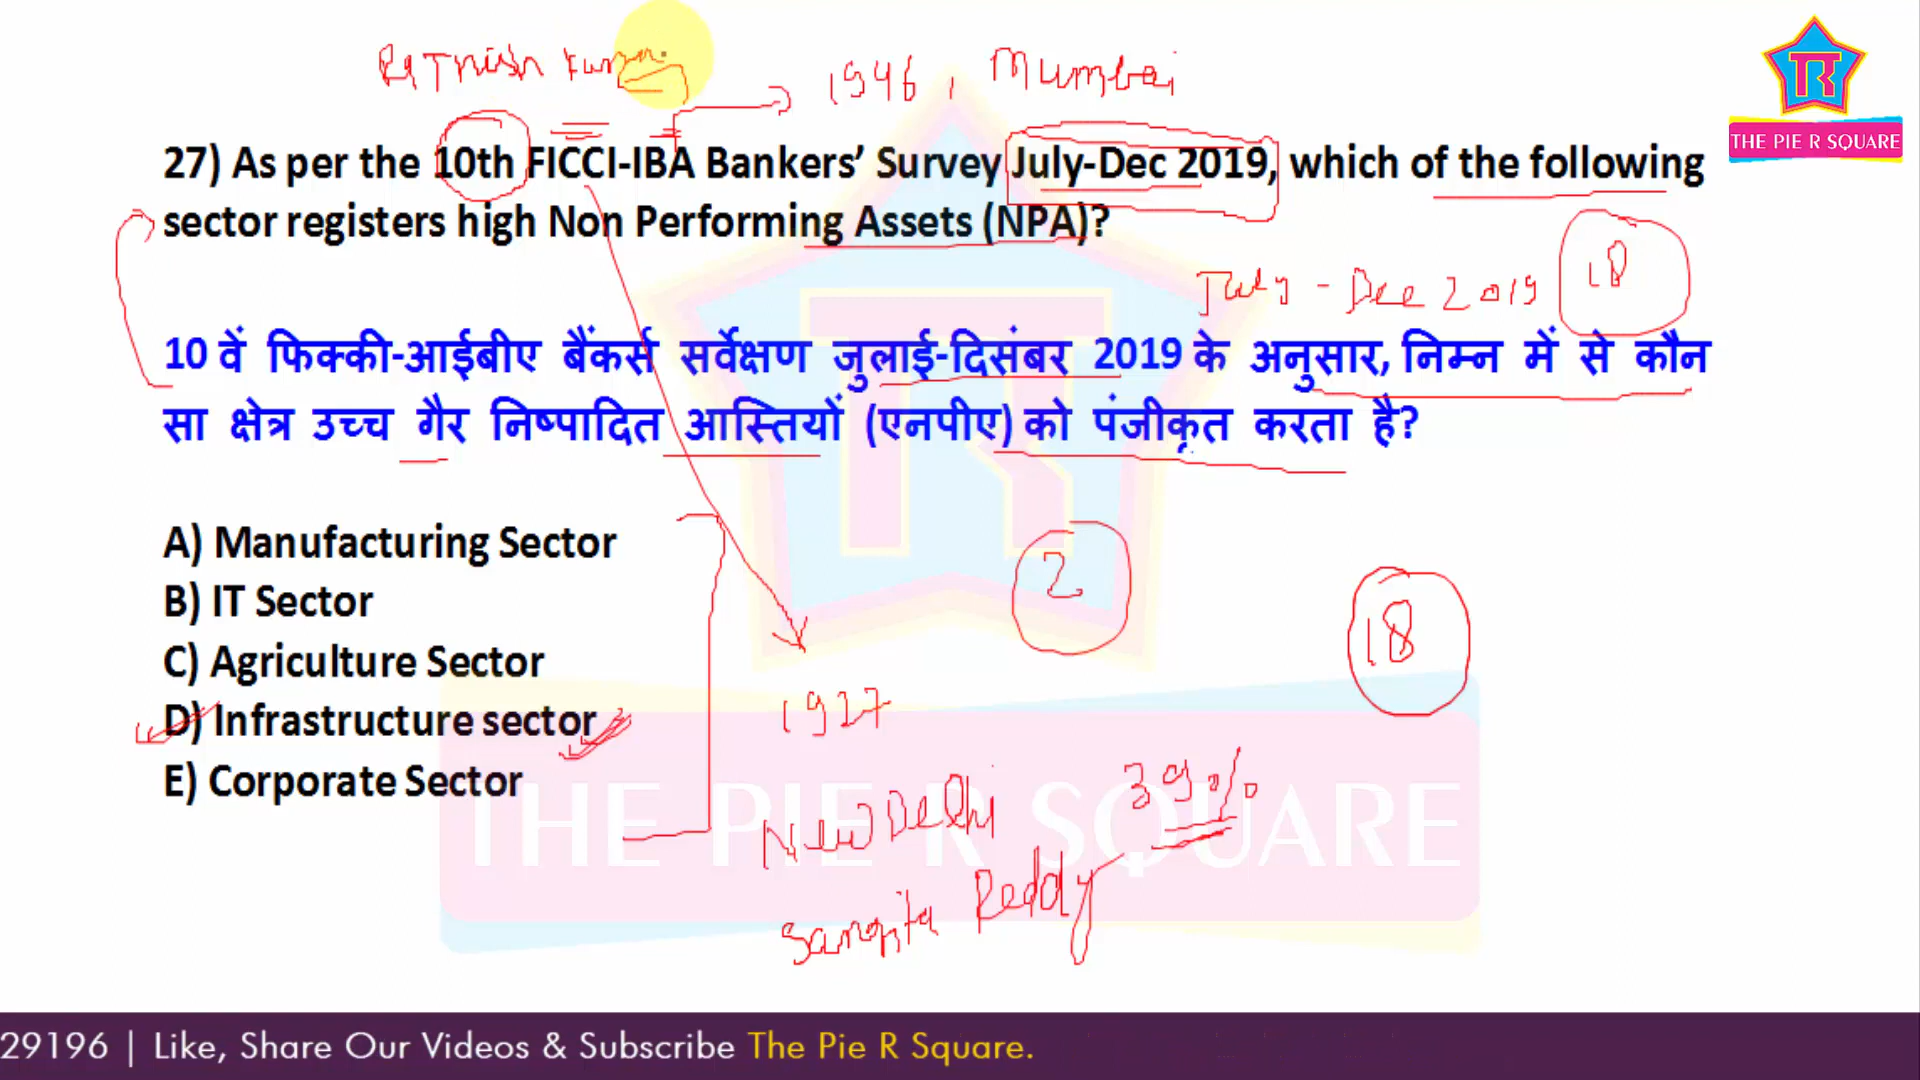 RaJnish Kumar
1946, Mumbai
TR
THE PIE R SQUARE
27) As per the 10th FICCI-IBA Bankers’ Survey July-Dec 2019, which of the following
sector registers high Non Performing Assets (NPA)?
18
July - Dec 2019
10 वें फिक्की-आईबीए बैंकर्स सर्वेक्षण जुलाई-दिसंबर 2019 के अनुसार, निम्न में से कौन
सा क्षेत्र उच्च गैर निष्पादित आस्तियों (एनपीए) को पंजीकृत करता है?
A) Manufacturing Sector
B) IT Sector
C) Agriculture Sector
D) Infrastructure sector
E) Corporate Sector
2
18
1927
New Delhi
39%
Sangita Reddy
THE PIE R SQUARE
29196 | Like, Share Our Videos & Subscribe The Pie R Square.